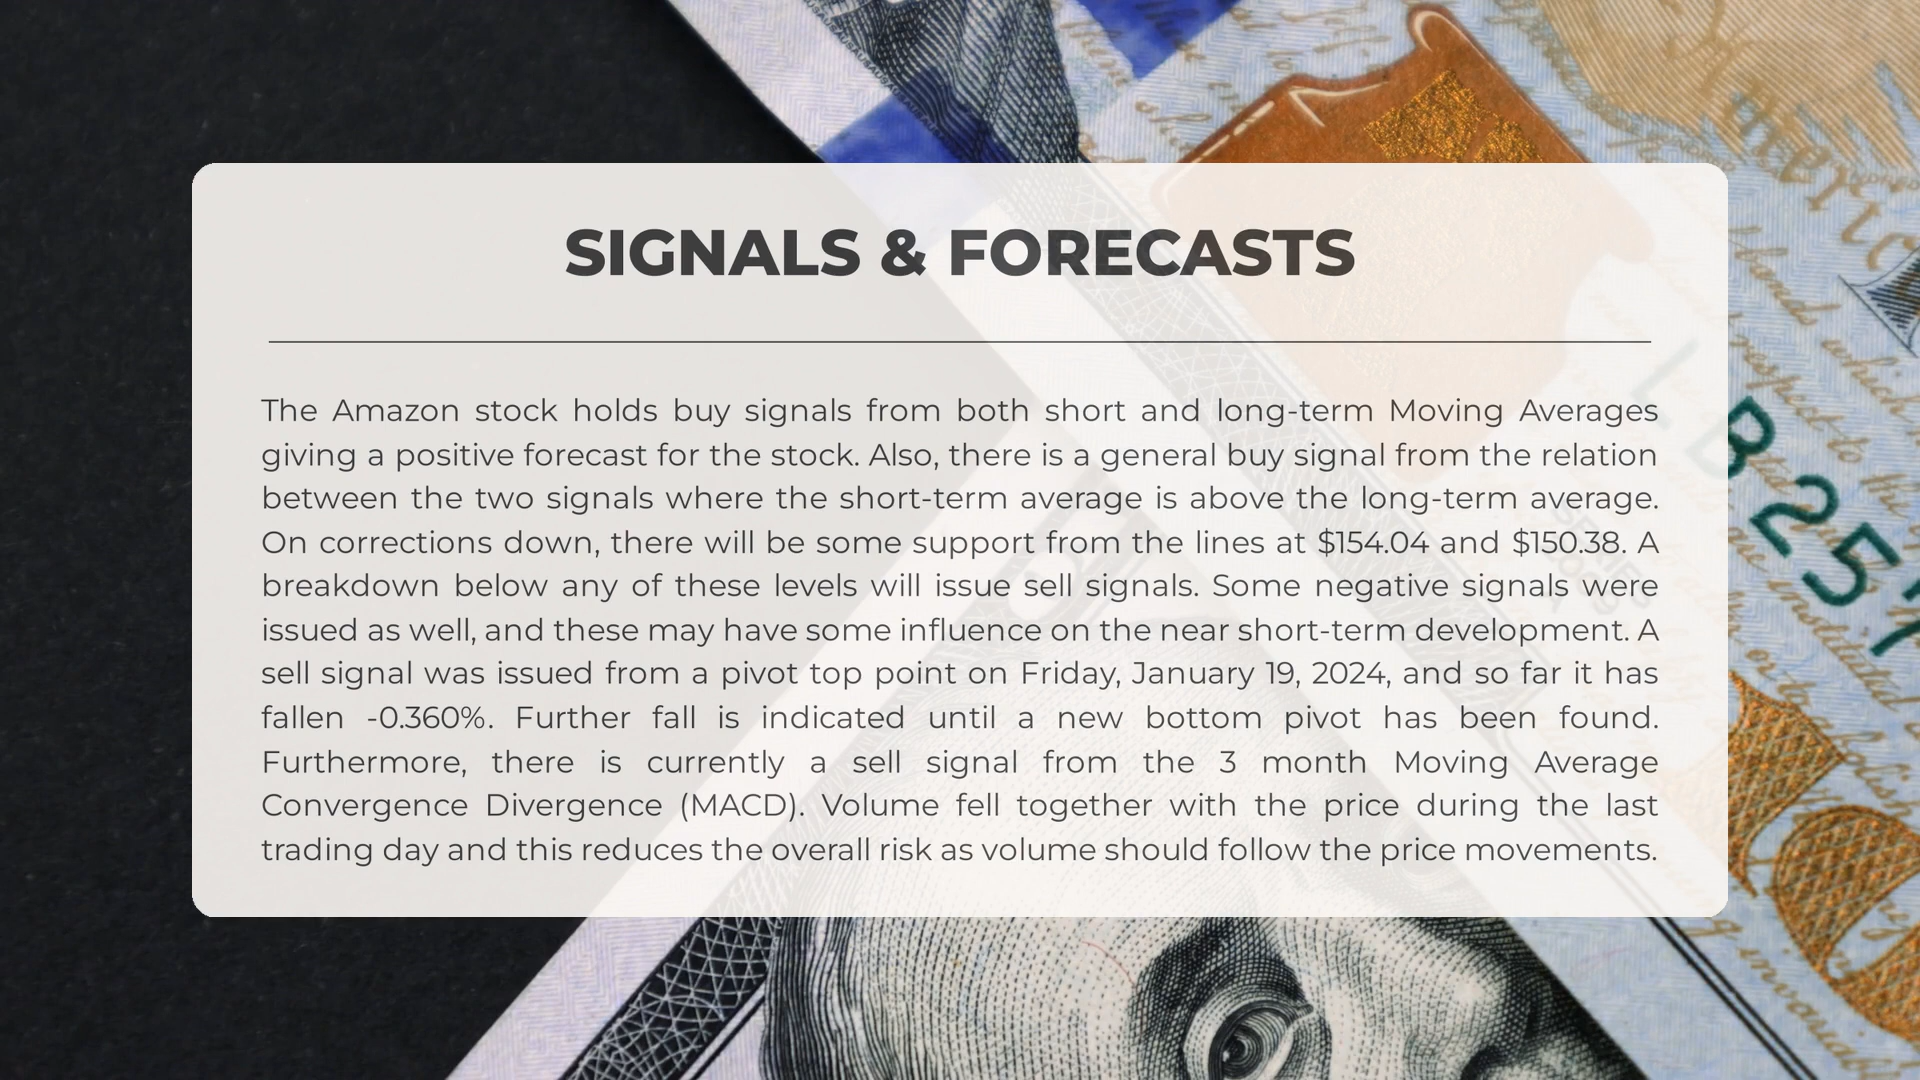 SIGNALS & FORECASTS
The Amazon stock holds buy signals from both short and long-term Moving Averages
giving a positive forecast for the stock. Also, there is a general buy signal from the relation
between the two signals where the short-term average is above the long-term average.
On corrections down, there will be some support from the lines at $154.04 and $150.38. A
breakdown below any of these levels will issue sell signals. Some negative signals were
issued as well, and these may have some influence on the near short-term development. A
sell signal was issued from a pivot top point on Friday, January 19, 2024, and so far it has
fallen -0.360%. Further fall is indicated until a new bottom pivot has been found.
Furthermore, there is currently a sell signal from the 3 month Moving Average
Convergence Divergence (MACD). Volume fell together with the price during the last
trading day and this reduces the overall risk as volume should follow the price movements.